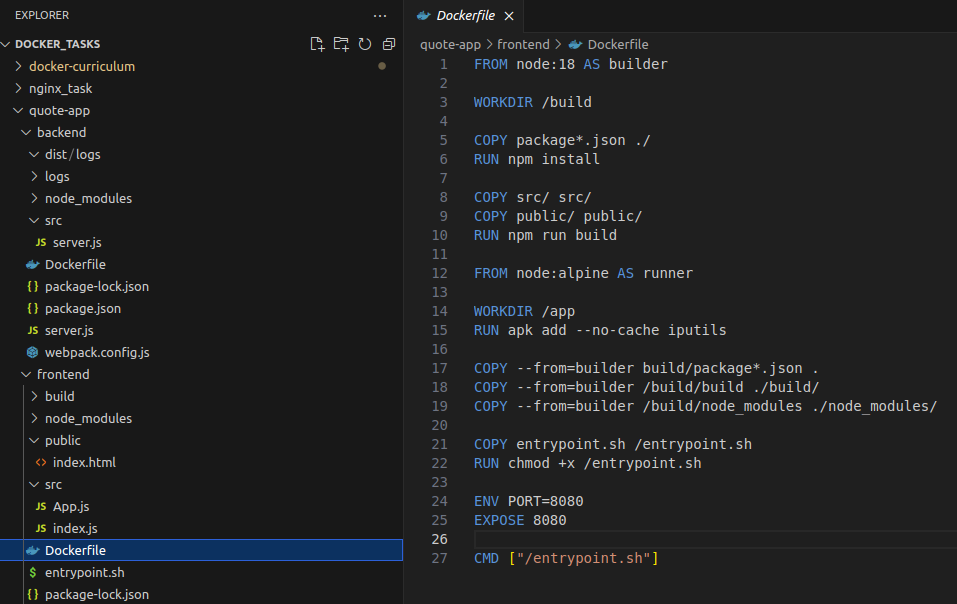 EXPLORER
DOCKER_TASKS
docker-curriculum
nginx_task
quote-app
backend
dist/logs
logs
node_modules
src
JS server.js
Dockerfile
{} package-lock.json
{} package.json
JS server.js
webpack.config.js
frontend
build
node_modules
public
<> index.html
src
JS App.js
JS index.js
Dockerfile
$ entrypoint.sh
{} package-lock.json
Dockerfile
quote-app > frontend > Dockerfile
1 FROM node:18 AS builder
2
3 WORKDIR /build
4
5 COPY package*.json ./
6 RUN npm install
7
8 COPY src/ src/
9 COPY public/ public/
10 RUN npm run build
11
12 FROM node:alpine AS runner
13
14 WORKDIR /app
15 RUN apk add --no-cache iputils
16
17 COPY --from=builder build/package*.json .
18 COPY --from=builder /build/build ./build/
19 COPY --from=builder /build/node_modules ./node_modules/
20
21 COPY entrypoint.sh /entrypoint.sh
22 RUN chmod +x /entrypoint.sh
23
24 ENV PORT=8080
25 EXPOSE 8080
26
27 CMD ["/entrypoint.sh"]